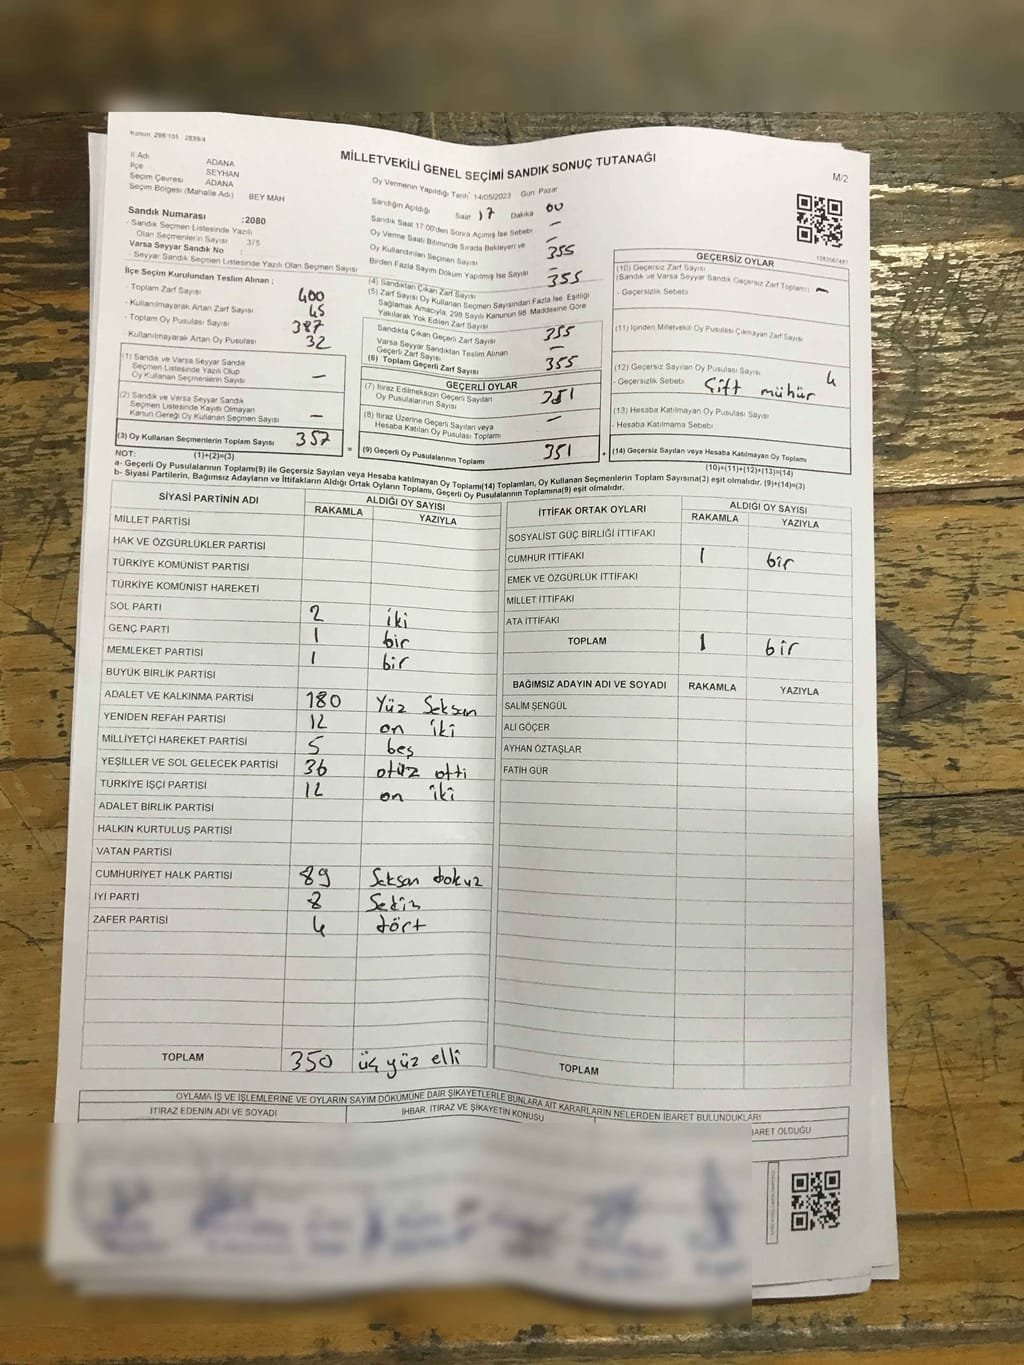 Kanun: 298/105 2839/4
MİLLETVEKİLİ GENEL SEÇİMİ SANDIK SONUÇ TUTANAĞI
M/2
İl Adı ADANA
İlçe SEYHAN
Seçim Çevresi ADANA
Seçim Bölgesi (Mahalle Adı) BEY MAH
Sandık Numarası :2080
- Sandık Seçmen Listesinde Yazılı
Olan Seçmenlerin Sayısı 375
Varsa Seyyar Sandık No :
- Seyyar Sandık Listesinde Yazılı Olan Seçmen Sayısı
İlçe Seçim Kurulundan Teslim Alınan ;
- Toplam Zarf Sayısı 400
- Kullanılmayarak Artan Zarf Sayısı 45
- Toplam Oy Pusulası Sayısı 387
- Kullanılmayarak Artan Oy Pusulası 32
(1) Sandık ve Varsa Seyyar Sandık
Seçmen Listesinde Yazılı Olup
Oy Kullanan Seçmenlerin Sayısı –
(2) Sandık ve Varsa Seyyar Sandık
Seçmen Listesinde Kayıtlı Olmayan
Kanun Gereği Oy Kullanan Seçmen Sayısı –
(3) Oy Kullanan Seçmenlerin Toplam Sayısı 357
Oy Vermenin Yapıldığı Tarih 14/05/2023 Gün Pazar
Sandığın Açıldığı Saat 17 Dakika 00
Sandık Saat 17:00'den Sonra Açılmış İse Sebebi –
Oy Verme Saati Bitiminde Sırada Bekleyen ve
Oy Kullandırılan Seçmen Sayısı –
Birden Fazla Sayım Döküm Yapılmış İse Sayısı 355
(4) Sandıktan Çıkan Zarf Sayısı 355
(5) Zarf Sayısı Oy Kullanan Seçmen Sayısından Fazla İse, Eşitliği
Sağlamak Amacıyla, 298 Sayılı Kanunun 98. Maddesine Göre
Yakılarak Yok Edilen Zarf Sayısı
Sandıkta Çıkan Geçerli Zarf Sayısı 355
Varsa Seyyar Sandıktan Teslim Alınan
Geçerli Zarf Sayısı –
(6) Toplam Geçerli Zarf Sayısı 355
GEÇERLİ OYLAR
(7) İtiraz Edilmeksizin Geçerli Sayılan
Oy Pusulalarının Sayısı 351
(8) İtiraz Üzerine Geçerli Sayılan veya
Hesaba Katılan Oy Pusulası Toplamı –
(9) Geçerli Oy Pusulalarının Toplamı 351
1583567487
GEÇERSİZ OYLAR
(10) Geçersiz Zarf Sayısı
(Sandık ve Varsa Seyyar Sandık Geçersiz Zarf Toplamı) –
- Geçersizlik Sebebi
(11) İçinden Milletvekili Oy Pusulası Çıkmayan Zarf Sayısı
(12) Geçersiz Sayılan Oy Pusulası Sayısı 4
- Geçersizlik Sebebi Çift mühür
(13) Hesaba Katılmayan Oy Pusulası Sayısı
- Hesaba Katılmama Sebebi
(14) Geçersiz Sayılan veya Hesaba Katılmayan Oy Toplamı
NOT: (1)+(2)=(3)
(10)+(11)+(12)+(13)=(14)
a- Geçerli Oy Pusulalarının Toplamı(9) ile Geçersiz Sayılan veya Hesaba katılmayan Oy Toplamı(14) Toplamları, Oy Kullanan Seçmenlerin Toplam Sayısına(3) eşit olmalıdır. (9)+(14)=(3)
b- Siyasi Partilerin, Bağımsız Adayların ve İttifakların Aldığı Ortak Oyların Toplamı, Geçerli Oy Pusulalarının Toplamına(9) eşit olmalıdır.
SİYASİ PARTİNİN ADI ALDIĞI OY SAYISI
RAKAMLA YAZIYLA
MİLLET PARTİSİ
HAK VE ÖZGÜRLÜKLER PARTİSİ
TÜRKİYE KOMÜNİST PARTİSİ
TÜRKİYE KOMÜNİST HAREKETİ
SOL PARTİ 2 iki
GENÇ PARTİ 1 bir
MEMLEKET PARTİSİ 1 bir
BÜYÜK BİRLİK PARTİSİ
ADALET VE KALKINMA PARTİSİ 180 Yüz Seksen
YENİDEN REFAH PARTİSİ 12 on iki
MİLLİYETÇİ HAREKET PARTİSİ 5 beş
YEŞİLLER VE SOL GELECEK PARTİSİ 36 otuz altı
TÜRKİYE İŞÇİ PARTİSİ 12 on iki
ADALET BİRLİK PARTİSİ
HALKIN KURTULUŞ PARTİSİ
VATAN PARTİSİ
CUMHURİYET HALK PARTİSİ 89 Seksen dokuz
İYİ PARTİ 8 Sekiz
ZAFER PARTİSİ 4 dört
TOPLAM 350 üç yüz elli
İTTİFAK ORTAK OYLARI ALDIĞI OY SAYISI
RAKAMLA YAZIYLA
SOSYALİST GÜÇ BİRLİĞİ İTTİFAKI
CUMHUR İTTİFAKI 1 bir
EMEK VE ÖZGÜRLÜK İTTİFAKI
MİLLET İTTİFAKI
ATA İTTİFAKI
TOPLAM 1 bir
BAĞIMSIZ ADAYIN ADI VE SOYADI RAKAMLA YAZIYLA
SALİM ŞENGÜL
ALİ GÖÇER
AYHAN ÖZTAŞLAR
FATİH GÜR
TOPLAM
OYLAMA İŞ VE İŞLEMLERİNE VE OYLARIN SAYIM DÖKÜMÜNE DAİR ŞİKAYETLERLE BUNLARA AİT KARARLARIN NELERDEN İBARET BULUNDUKLARI
İTİRAZ EDENİN ADI VE SOYADI İHBAR, İTİRAZ VE ŞİKAYETİN KONUSU BARET OLDUĞU